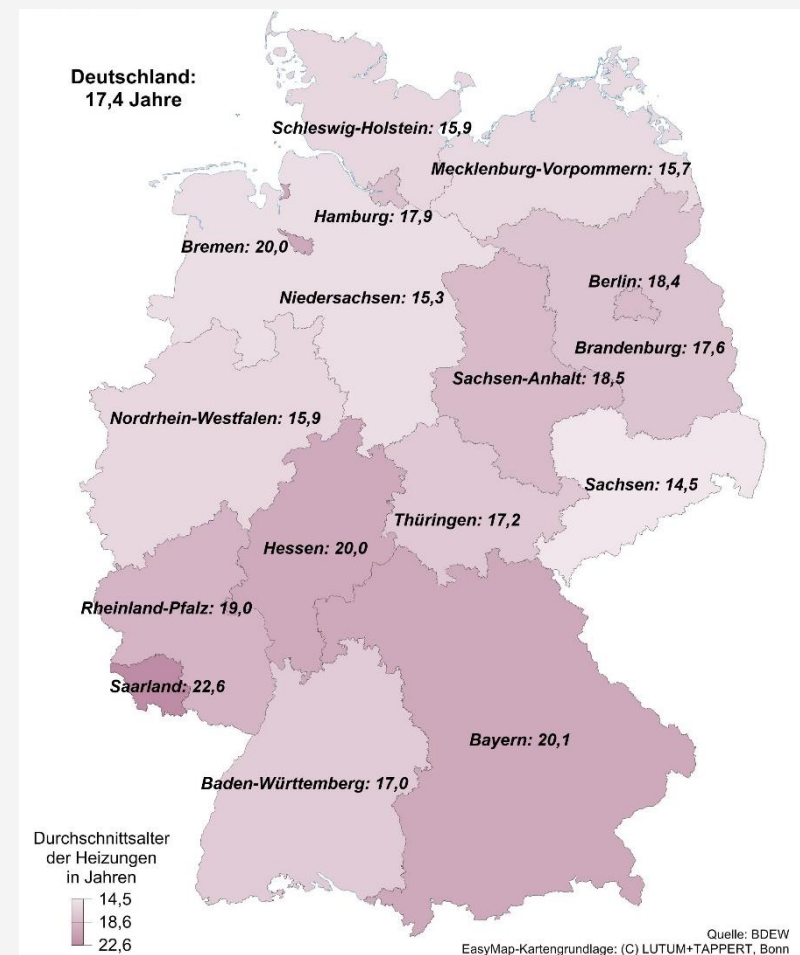 Deutschland:
17,4 Jahre
Schleswig-Holstein: 15,9
Mecklenburg-Vorpommern: 15,7
Hamburg: 17,9
Bremen: 20,0
Berlin: 18,4
Niedersachsen: 15,3
Brandenburg: 17,6
Sachsen-Anhalt: 18,5
Nordrhein-Westfalen: 15,9
Sachsen: 14,5
Thüringen: 17,2
Hessen: 20,0
Rheinland-Pfalz: 19,0
Saarland: 22,6
Bayern: 20,1
Baden-Württemberg: 17,0
Durchschnittsalter
der Heizungen
in Jahren
14,5
18,6
22,6
Quelle: BDEW
EasyMap-Kartengrundlage: (C) LUTUM+TAPPERT, Bonn